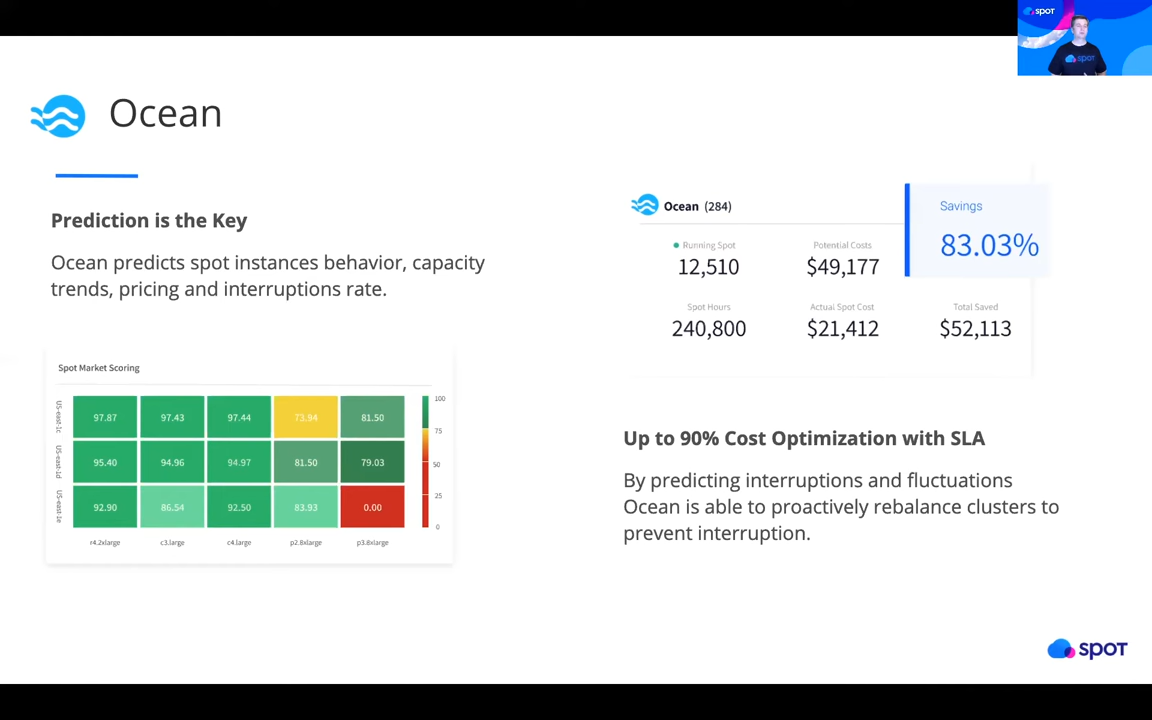 spot
spot
Ocean
Prediction is the Key
Ocean predicts spot instances behavior, capacity
trends, pricing and interruptions rate.
Spot Market Scoring
US-east-1c
97.87 97.43 97.44 73.94 81.50
US-east-1d
95.40 94.96 94.97 81.50 79.03
US-east-1e
92.90 86.54 92.50 83.93 0.00
100
75
50
25
0
r4.2xlarge c3.large c4.large p2.8xlarge p3.8xlarge
Ocean (284)
Savings
83.03%
Running Spot Potential Costs
12,510 $49,177
Spot Hours Actual Spot Cost Total Saved
240,800 $21,412 $52,113
Up to 90% Cost Optimization with SLA
By predicting interruptions and fluctuations
Ocean is able to proactively rebalance clusters to
prevent interruption.
spot